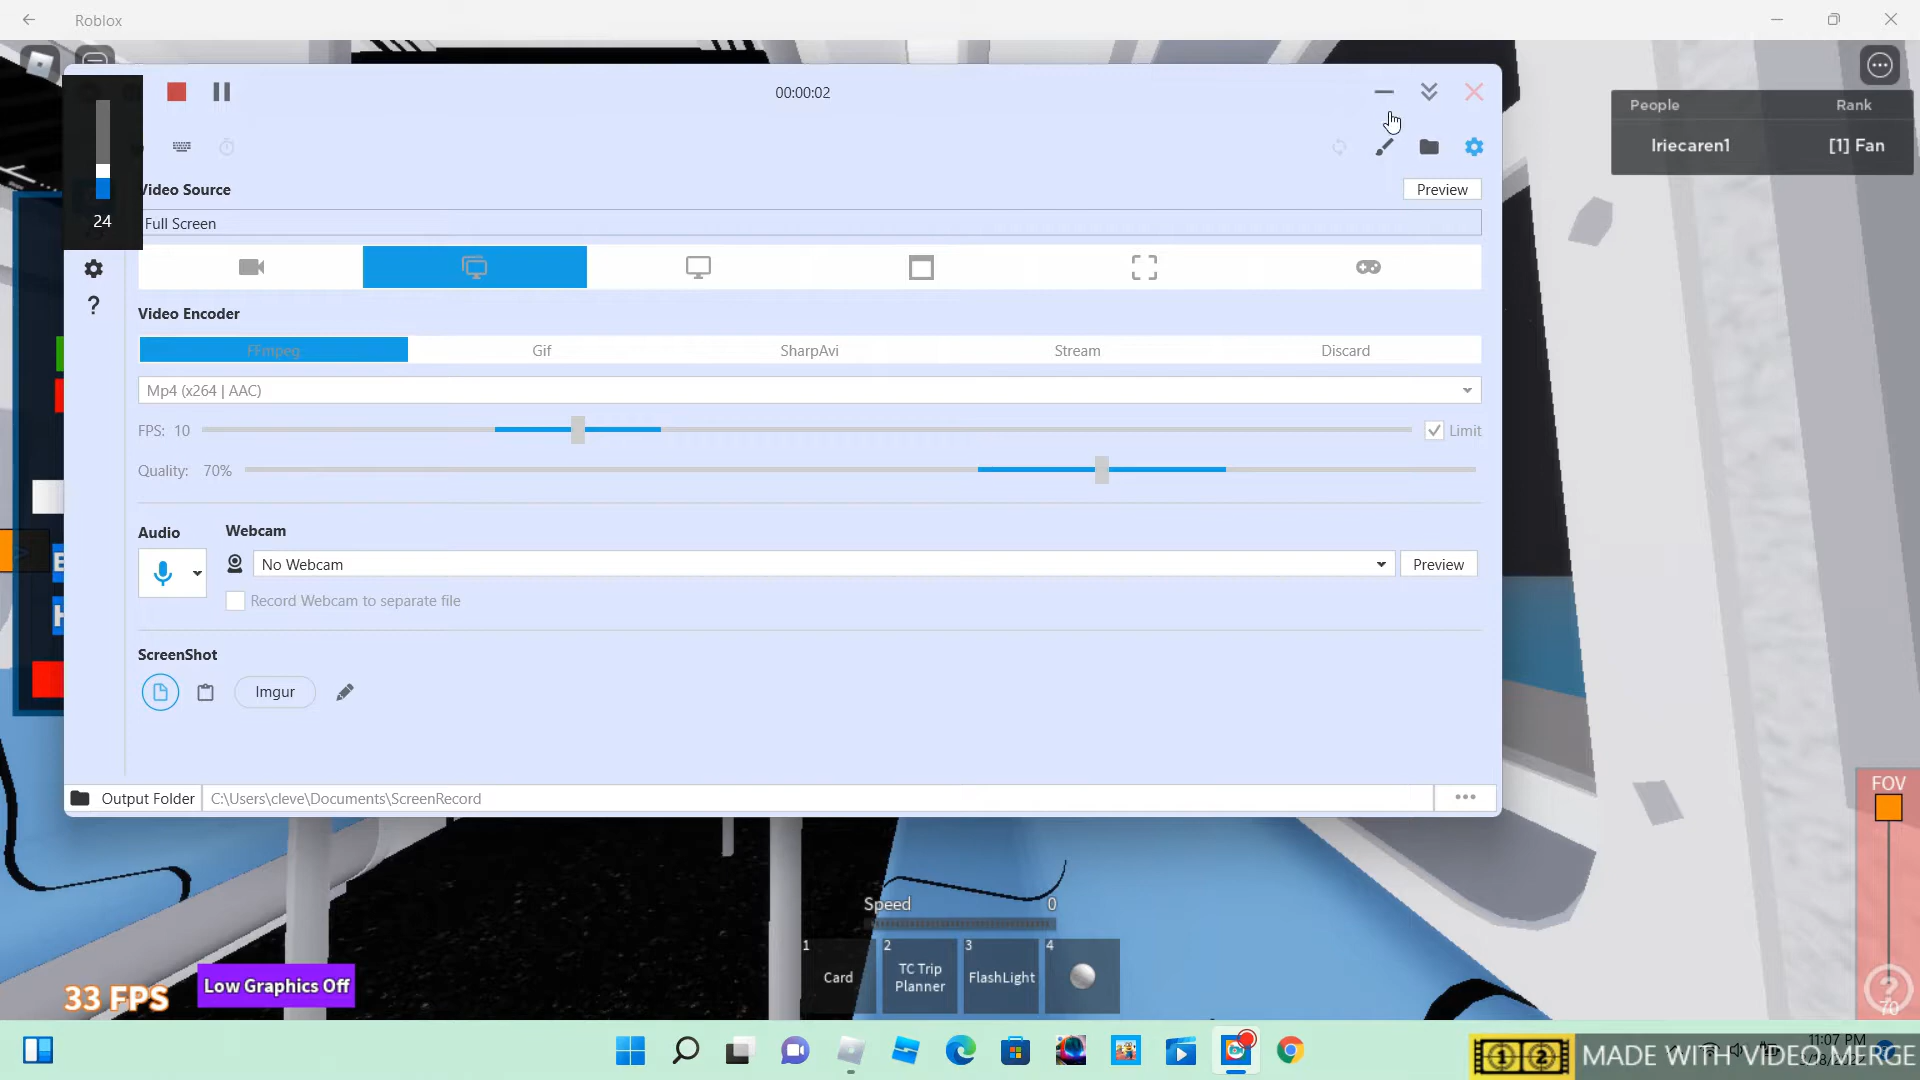 Roblox
00:00:02
People Rank
Iriecaren1 [1] Fan
24
Video Source
Preview
Full Screen
?
Video Encoder
FFmpeg Gif SharpAvi Stream Discard
Mp4 (x264 | AAC)
FPS: 10
Limit
Quality: 70%
Audio
Webcam
No Webcam
Preview
Record Webcam to separate file
ScreenShot
Imgur
Output Folder
C:\Users\cleve\Documents\ScreenRecord
FOV
70
Speed 0
1 Card
2 TC Trip
Planner
3 FlashLight
4
33 FPS
Low Graphics Off
11:07 PM
MADE WITH VIDEO MERGE